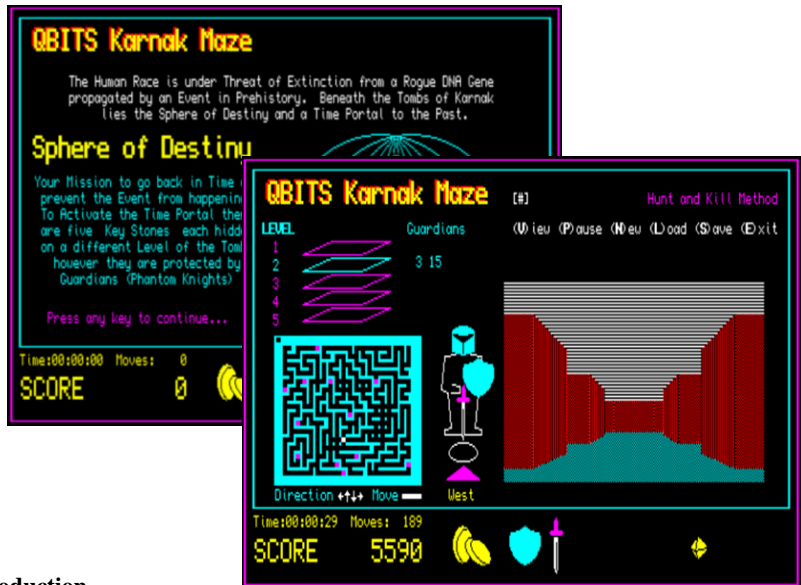 QBITS Karnak Maze
The Human Race is under Threat of Extinction from a Rogue DNA Gene
propagated by an Event in Prehistory. Beneath the Tombs of Karnak
lies the Sphere of Destiny and a Time Portal to the Past.
Sphere of Destiny
Your Mission to go back in Time
prevent the Event from happenin
To Activate the Time Portal the
are five Key Stones each hidd
on a different Level of the Tom
however they are protected by
Guardians (Phantom Knights)
Press any key to continue...
Time:00:00:00 Moves: 0
SCORE 0
QBITS Karnak Maze [#] Hunt and Kill Method
LEVEL Guardians (V)iew (P)ause (N)ew (L)oad (S)ave (E)xit
1
2 3 15
3
4
5
Direction ←↑↓→ Move West
Time:00:00:29 Moves: 189
SCORE 5590
oduction